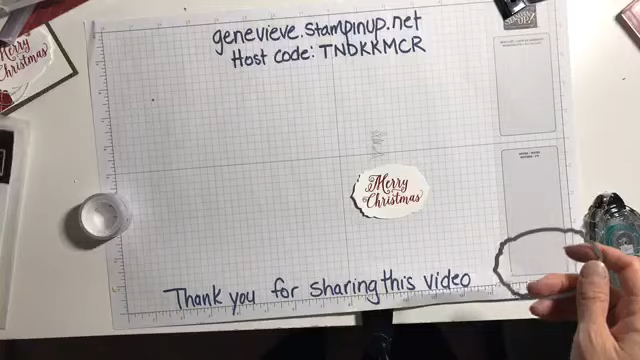 genevieve.stampinup.net
Host code: TNDKKMCR
Merry
Christmas
Merry
Christmas
Thank you for sharing this video